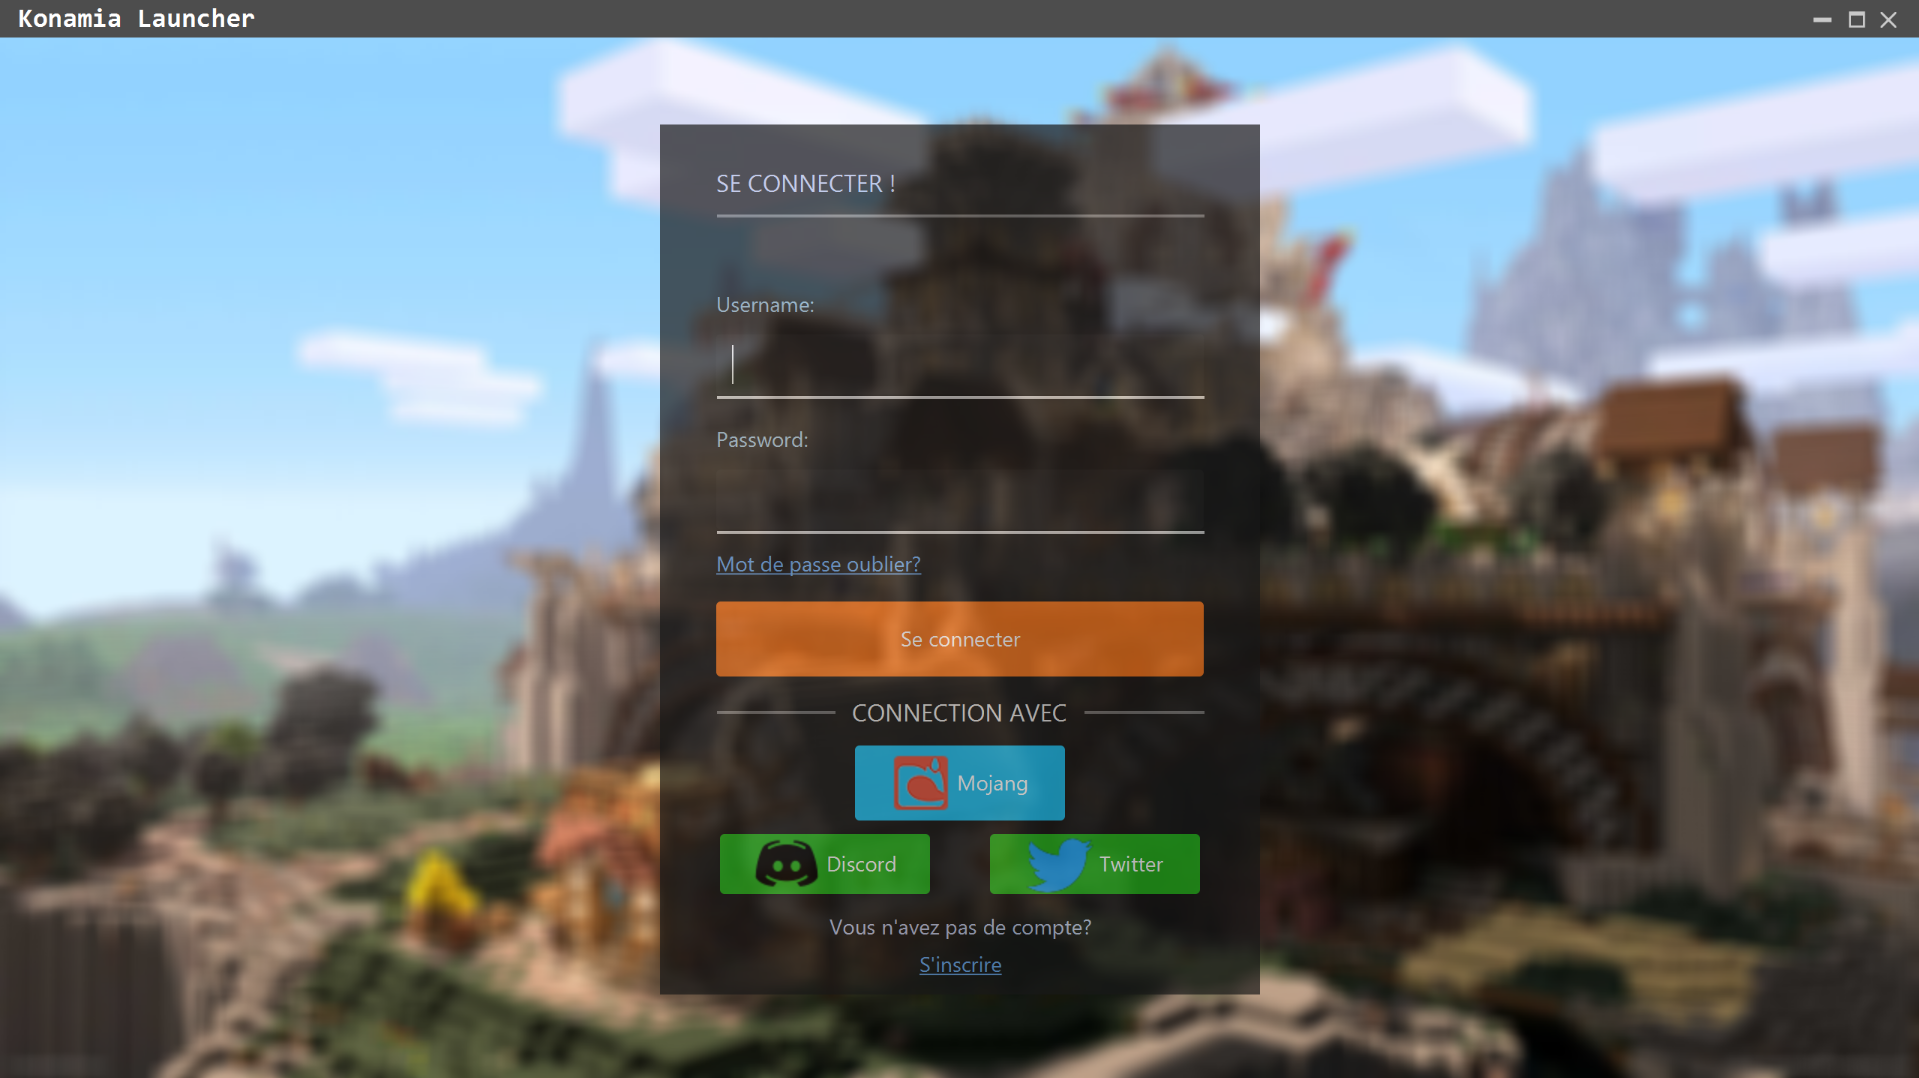 Konamia Launcher
SE CONNECTER !
Username:
Password:
Mot de passe oublier?
Se connecter
CONNECTION AVEC
Mojang
Discord
Twitter
Vous n'avez pas de compte?
S'inscrire